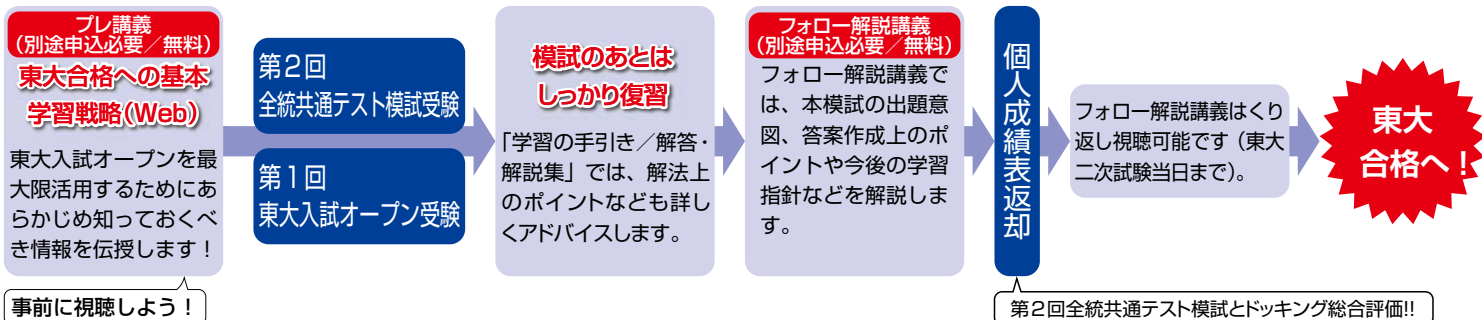 プレ講義
（別途申込必要／無料）
東大合格への基本
学習戦略（Web）
東大入試オープンを最
大限活用するためにあ
らかじめ知っておくべ
き情報を伝授します！
事前に視聴しよう！
第２回
全統共通テスト模試受験
第１回
東大入試オープン受験
模試のあとは
しっかり復習
「学習の手引き／解答・
解説集」では、解法上
のポイントなども詳し
くアドバイスします。
フォロー解説講義
（別途申込必要／無料）
フォロー解説講義で
は、本模試の出題意
図、答案作成上のポ
イントや今後の学習
指針などを解説しま
す。
個人成績表返却
第２回全統共通テスト模試とドッキング総合評価!!
フォロー解説講義はくり
返し視聴可能です（東大
二次試験当日まで）。
東大
合格へ！